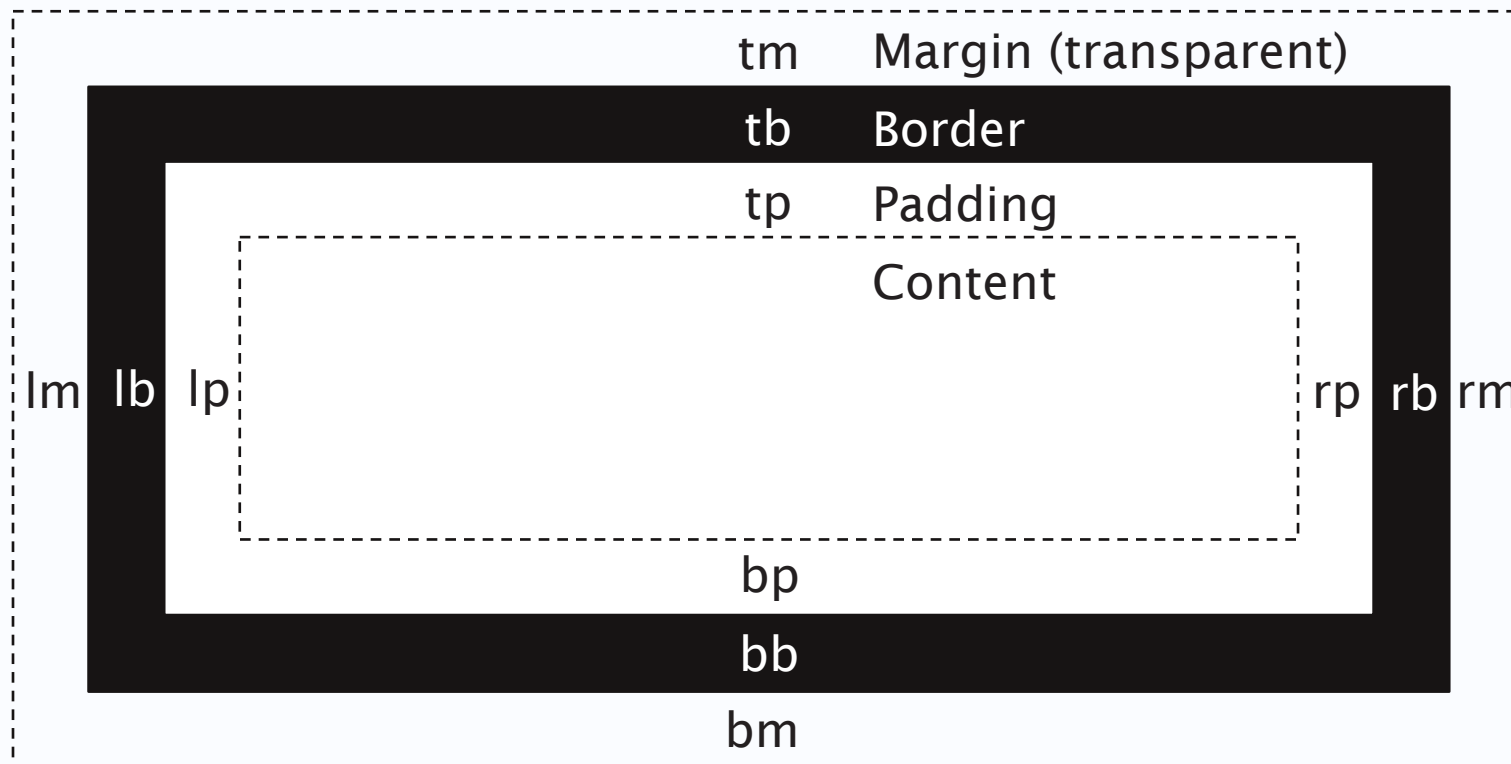 tm Margin (transparent)
tb Border
tp Padding
Content
lm lb lp rp rb rm
bp
bb
bm